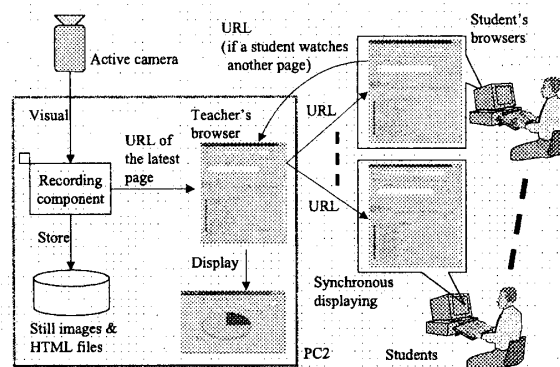 Active camera
Visual
Recording
component
Store
Still images &
HTML files
URL of
the latest
page
Teacher's
browser
Display
PC2
URL
(if a student watches
another page)
URL
URL
Student's
browsers
Synchronous
displaying
Students